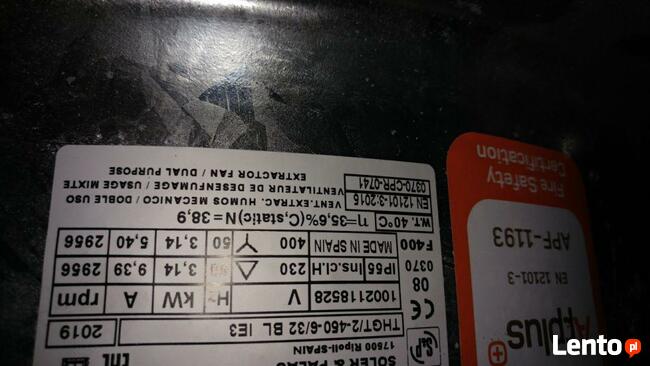 SOLER & PALAU
17500 Ripoll-SPAIN
S&P
THGT/2-460-6/32 BL IE3
2019
CE
08
0370
F400
1002118528
V
Hz
kW
A
rpm
IP55
Ins.cl.H
230
△
50
3,14
9,39
2956
MADE IN SPAIN
400
Y
50
3,14
5,40
2956
W.T. 40°C
η=35,6%(C,static)N=38,9
EN 12101-3:2015
0370-CPR-0741
VENT.EXTRAC. HUMOS MECANICO / DOBLE USO
VENTILATEUR DE DESENFUMAGE / USAGE MIXTE
EXTRACTOR FAN / DUAL PURPOSE
Applus
EN 12101-3
APF-1193
Fire Safety
Certification
Lento.pl